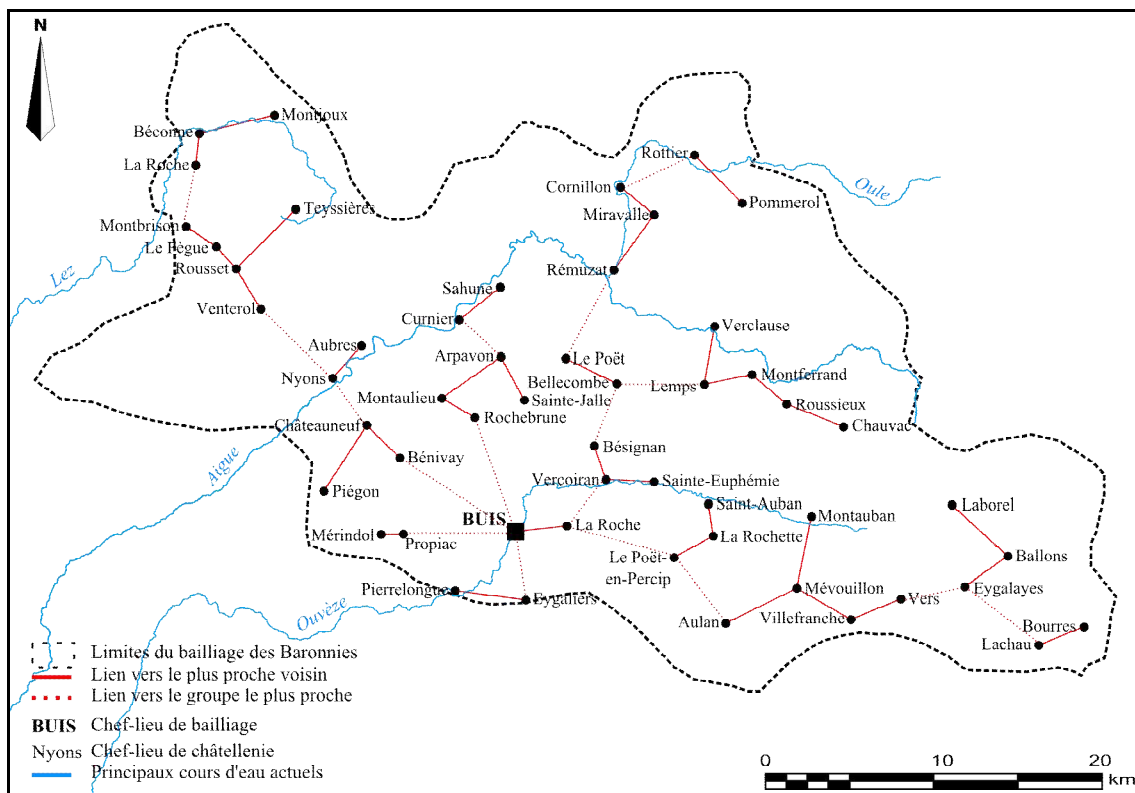 N
Montjoux
Béconne
La Roche
Rottier
Cornillon
Oule
Pommerol
Teyssières
Miravalle
Montbrison
Le Pègue
Rousset
Lez
Rémuzat
Sahune
Venterol
Curnier
Verclause
Aubres
Arpavon
Le Poët
Nyons
Bellecombe
Lemps
Montferrand
Montaulieu
Sainte-Jalle
Roussieux
Rochebrune
Châteauneuf
Chauvac
Bésignan
Bénivay
Aigue
Vercoiran
Sainte-Euphémie
Piégon
Saint-Auban
Laborel
BUIS
Montauban
La Roche
Mérindol
Propiac
La Rochette
Le Poët-
en-Percip
Ballons
Pierrelongue
Eygaliers
Mévouillon
Vers
Eygalayes
Ouvèze
Aulan
Villefranche
Bourres
Lachau
Limites du bailliage des Baronnies
Lien vers le plus proche voisin
Lien vers le groupe le plus proche
BUIS Chef-lieu de bailliage
Nyons Chef-lieu de châtellenie
Principaux cours d'eau actuels
0 10 20
km